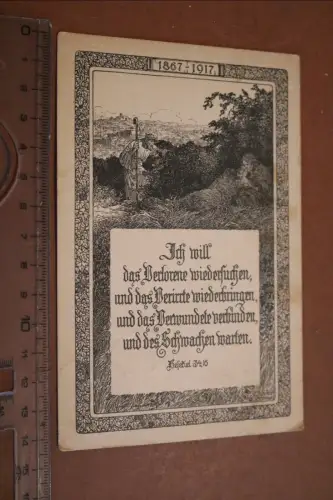 1867-1917.
Ich will
das Verlorene wiedersuchen,
und das Verirrte wiederbringen,
und das Verwundete verbinden,
und des Schwachen warten.
Hesekiel 34,16